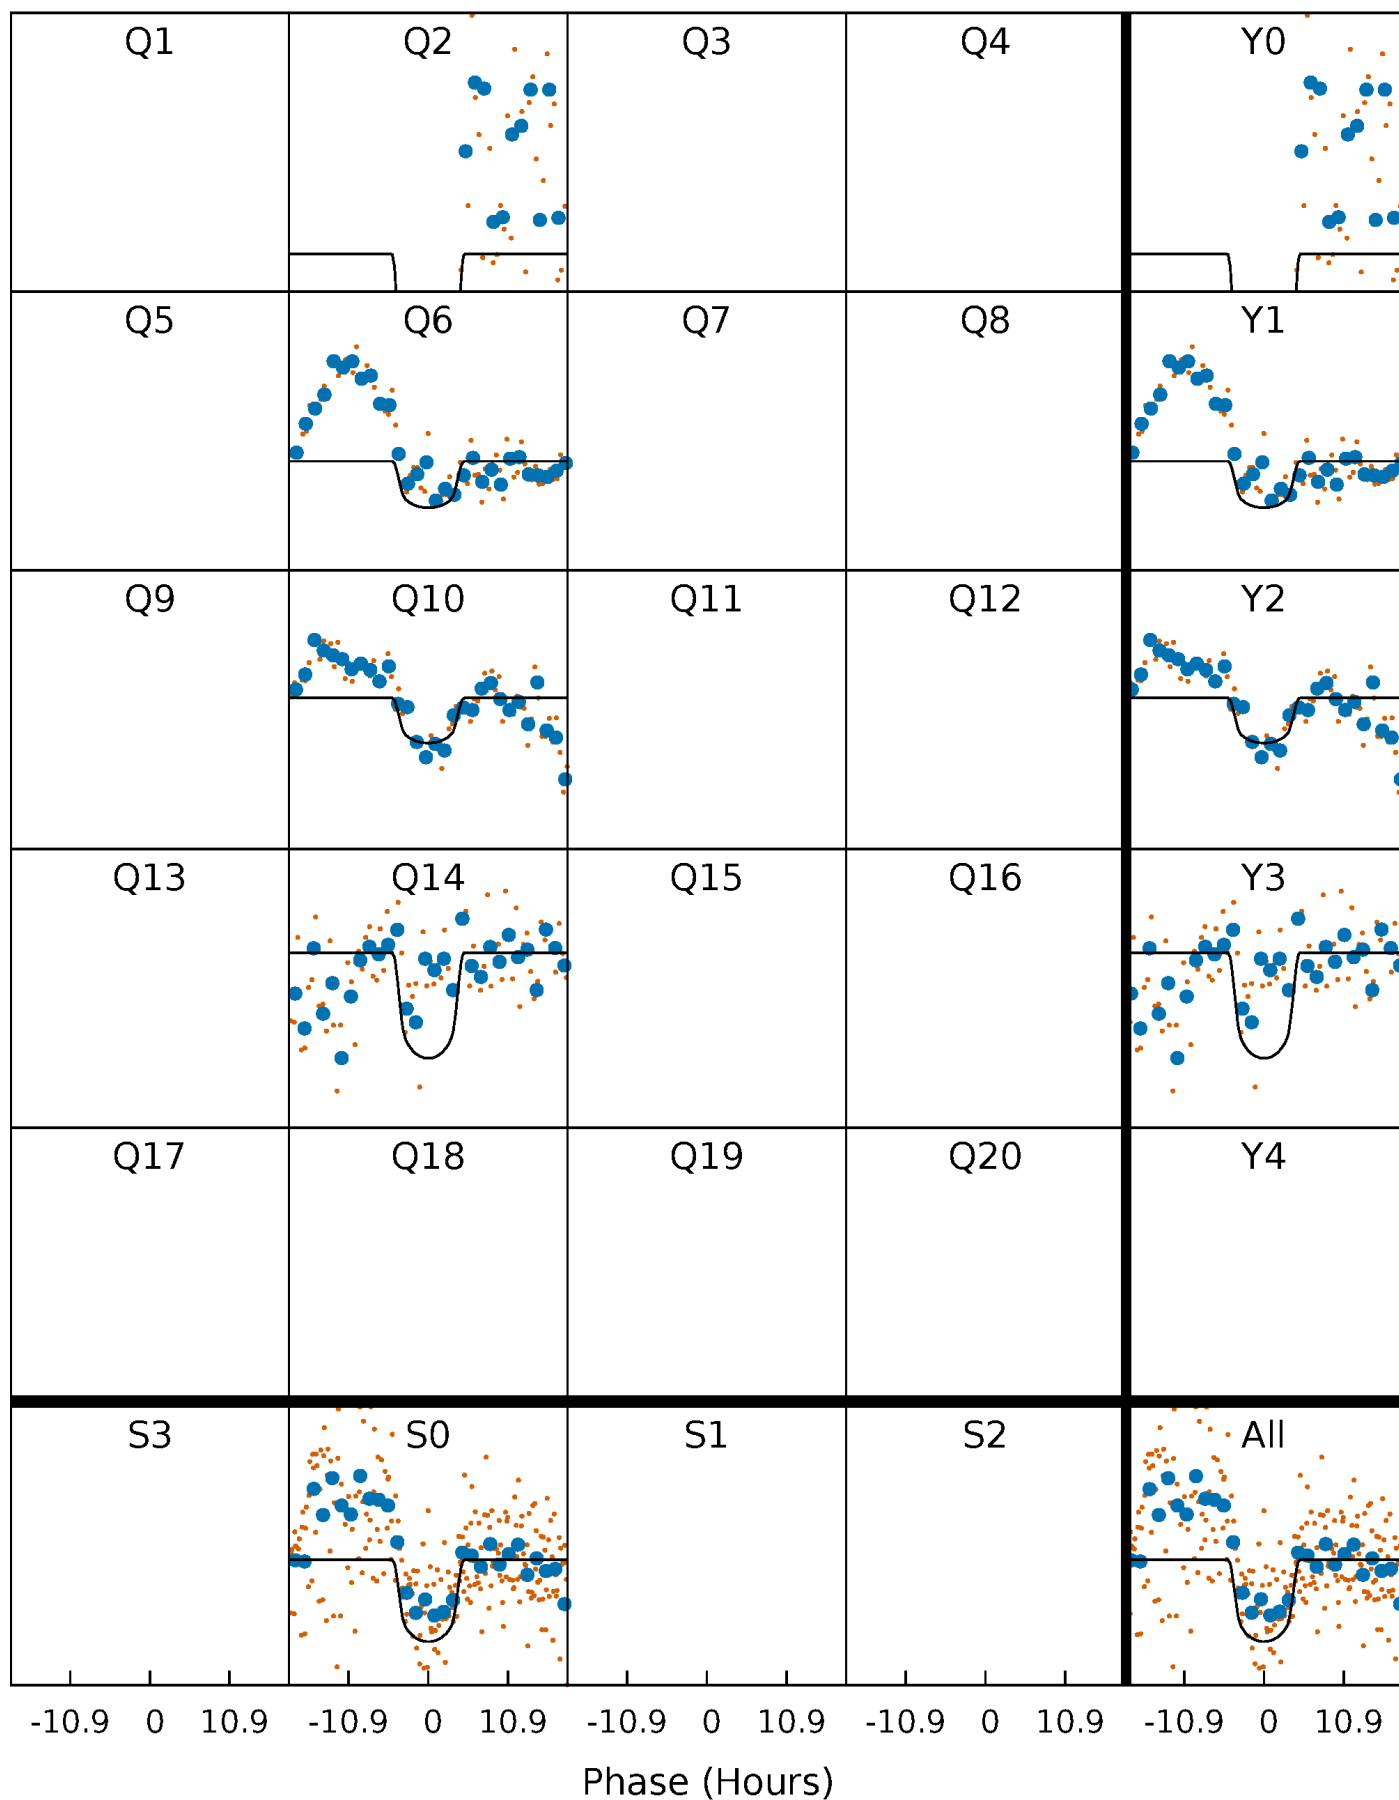 Q1 Q2 Q3 Q4 Y0
Q5 Q6 Q7 Q8 Y1
Q9 Q10 Q11 Q12 Y2
Q13 Q14 Q15 Q16 Y3
Q17 Q18 Q19 Q20 Y4
S3 S0 S1 S2 All
-10.9 0 10.9 -10.9 0 10.9 -10.9 0 10.9 -10.9 0 10.9 -10.9 0 10.9
Phase (Hours)